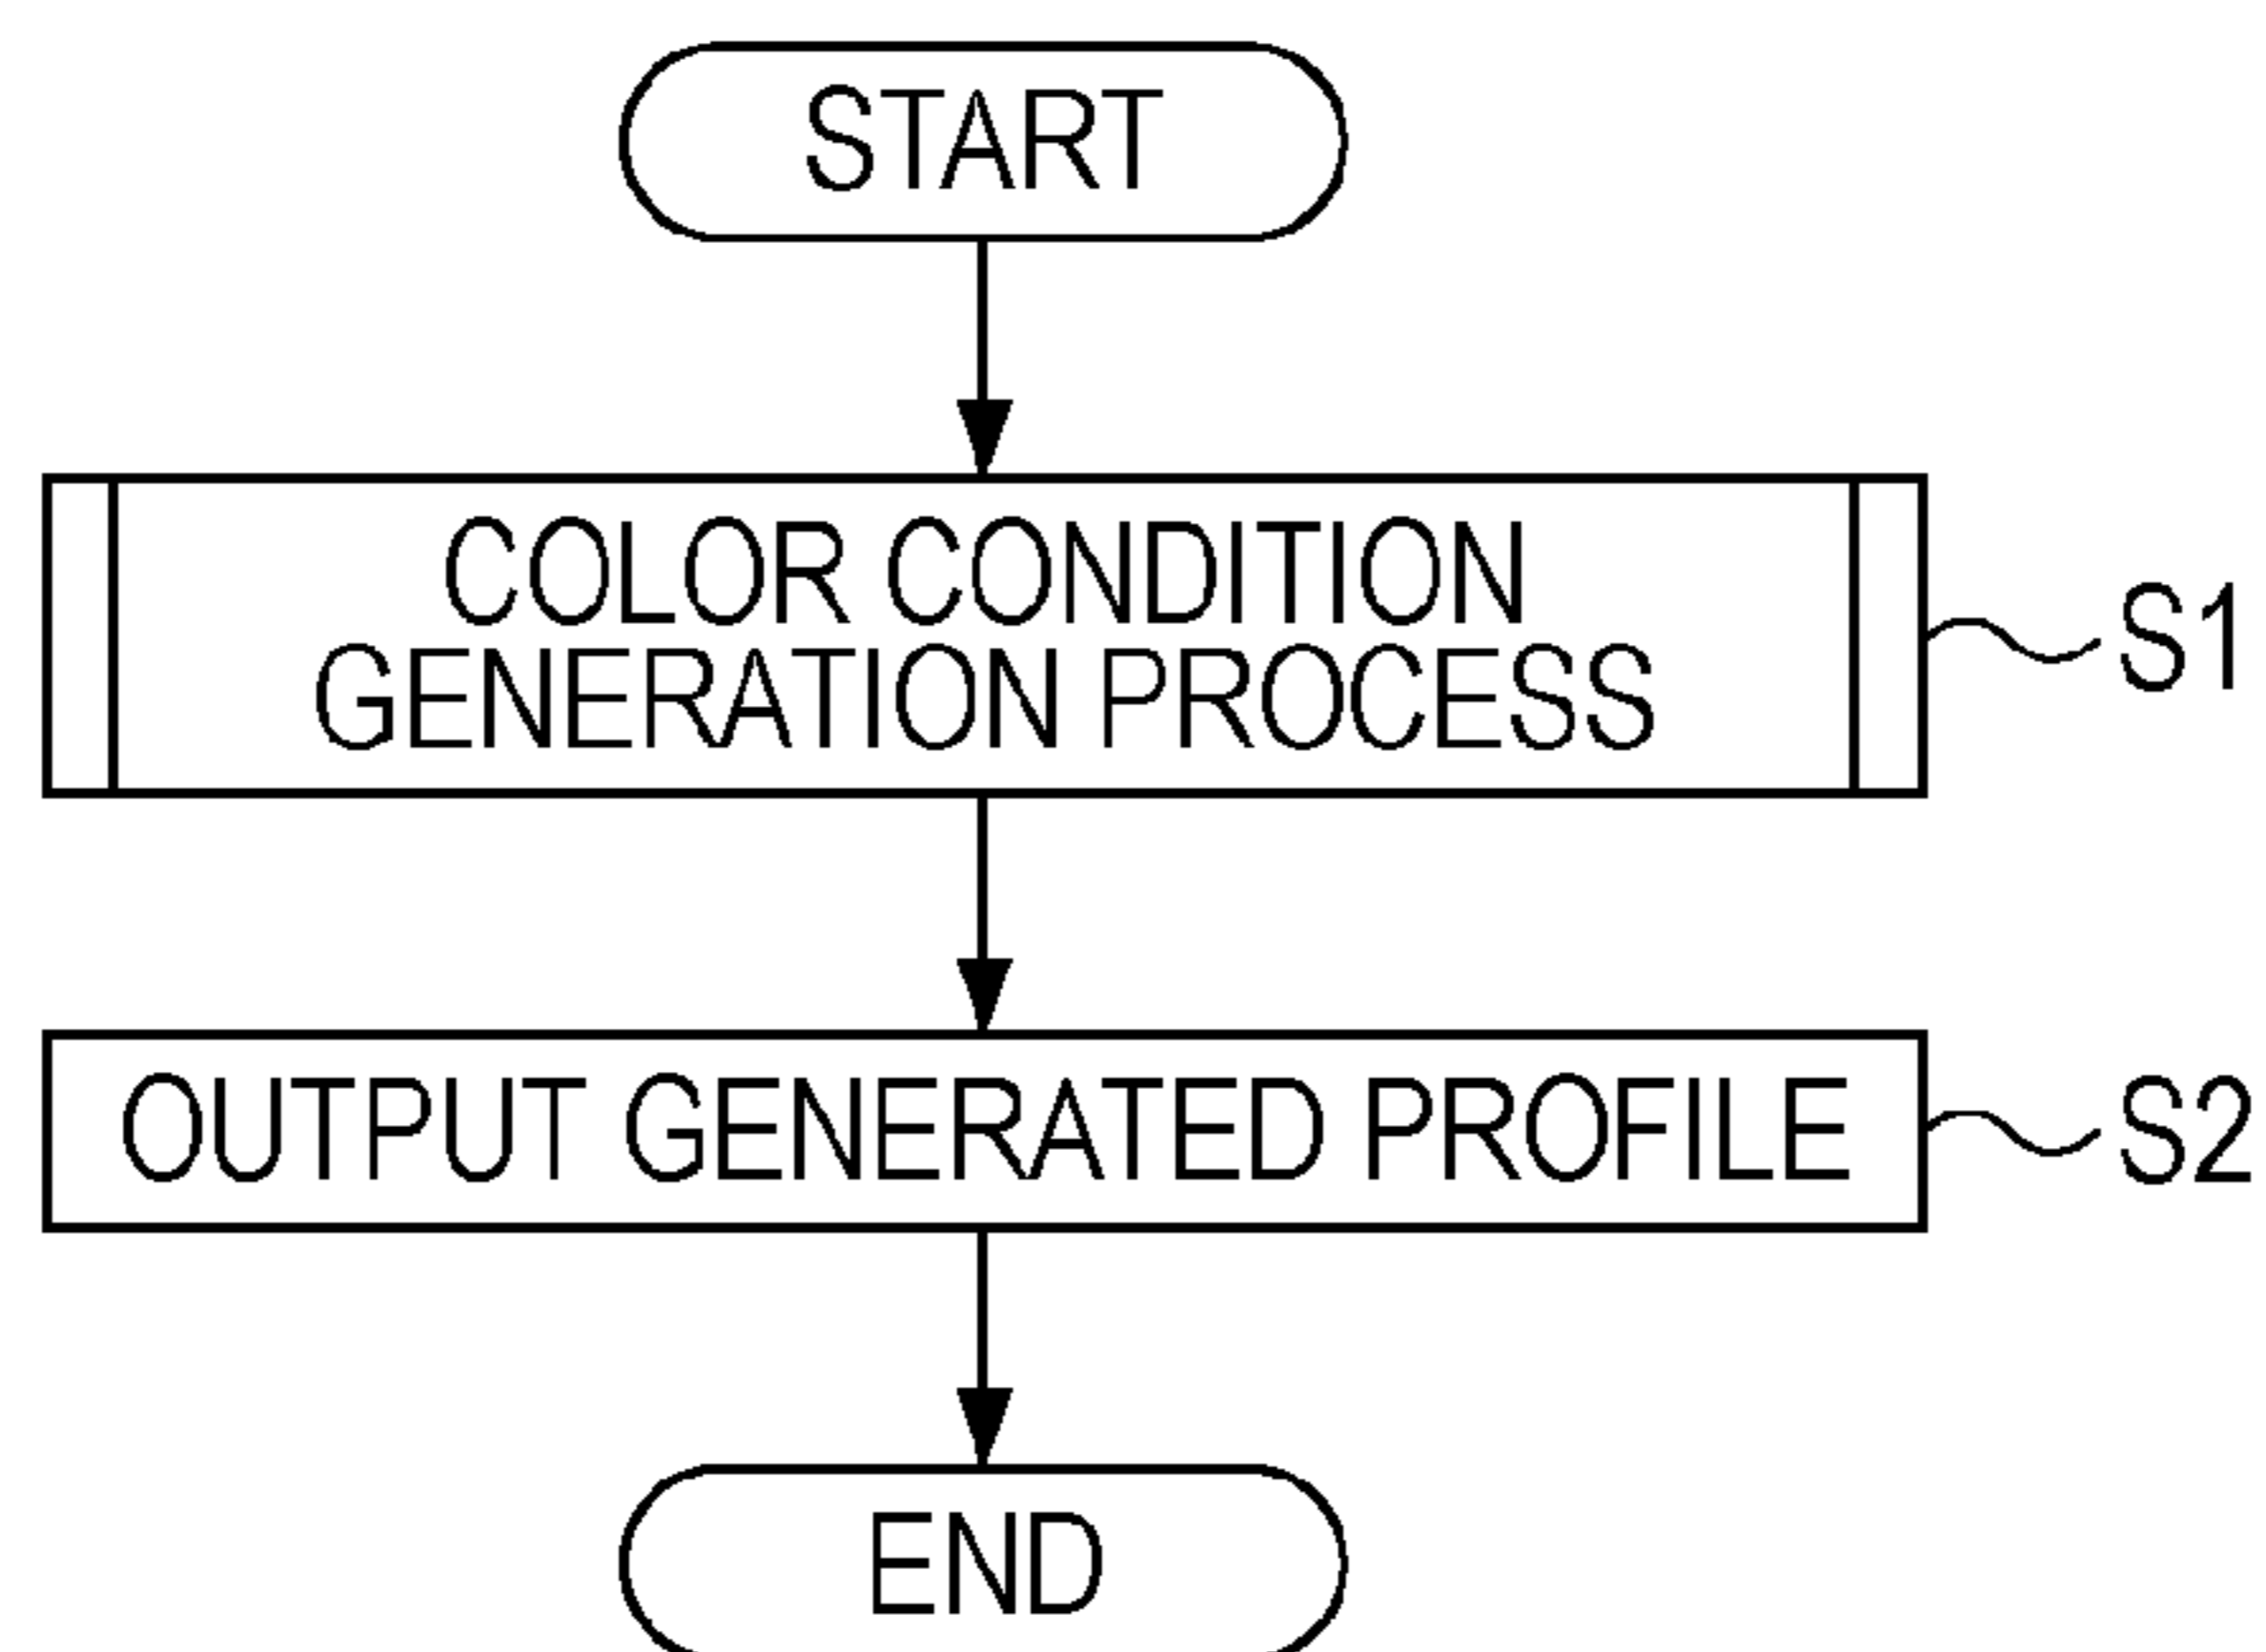 START
COLOR CONDITION
GENERATION PROCESS
S1
OUTPUT GENERATED PROFILE
S2
END